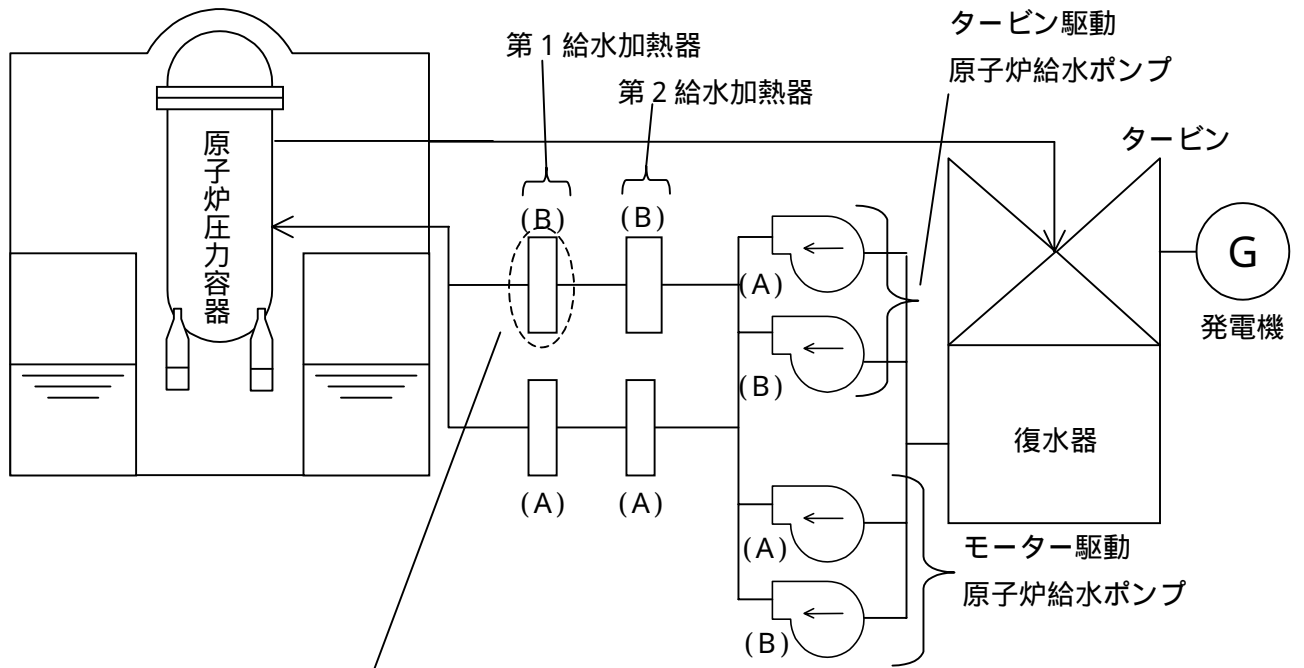 タービン駆動
原子炉給水ポンプ
第1給水加熱器
第2給水加熱器
タービン
原子炉圧力容器
(B)
(B)
(A)
(B)
G
発電機
復水器
(A)
(A)
(A)
(B)
モーター駆動
原子炉給水ポンプ